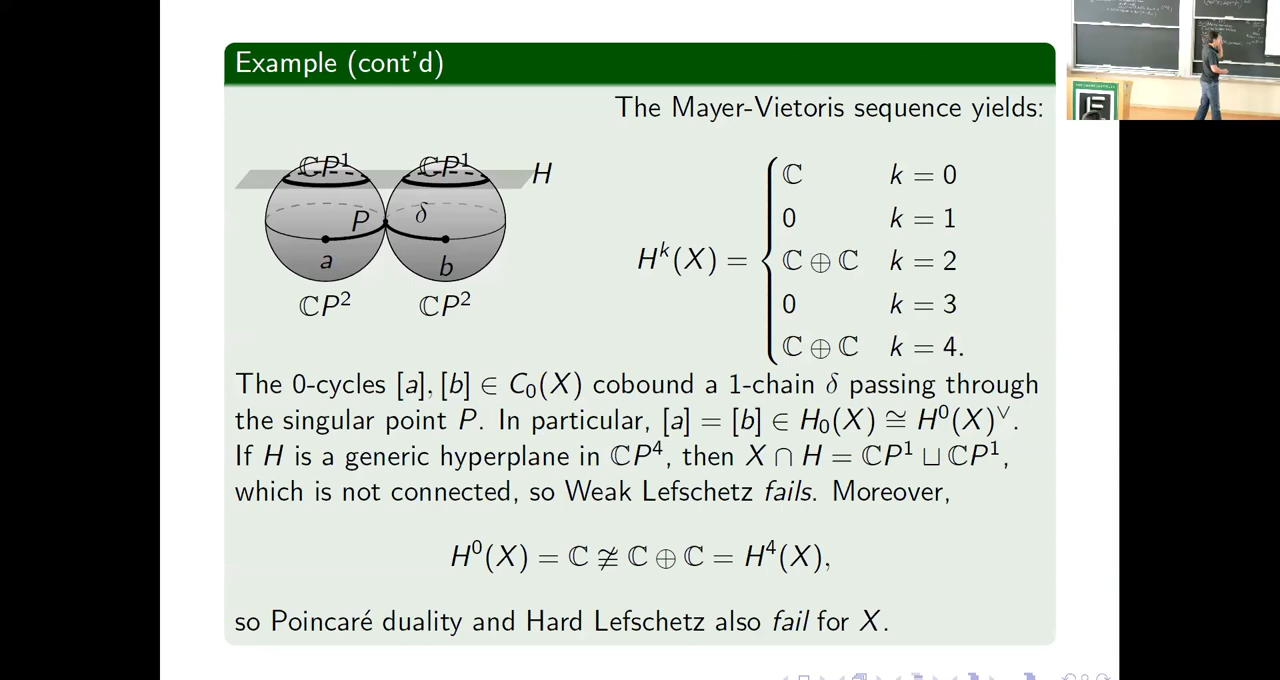 Example (cont'd)
The Mayer-Vietoris sequence yields:
ℂP¹ ℂP¹ H
P δ
a b
ℂP² ℂP²
Hᵏ(X) = { ℂ k = 0
0 k = 1
ℂ ⊕ ℂ k = 2
0 k = 3
ℂ ⊕ ℂ k = 4.
The 0-cycles [a], [b] ∈ C₀(X) cobound a 1-chain δ passing through
the singular point P. In particular, [a] = [b] ∈ H₀(X) ≅ H⁰(X)^∨.
If H is a generic hyperplane in ℂP⁴, then X ∩ H = ℂP¹ ⊔ ℂP¹,
which is not connected, so Weak Lefschetz fails. Moreover,
H⁰(X) = ℂ ≇ ℂ ⊕ ℂ = H⁴(X),
so Poincaré duality and Hard Lefschetz also fail for X.